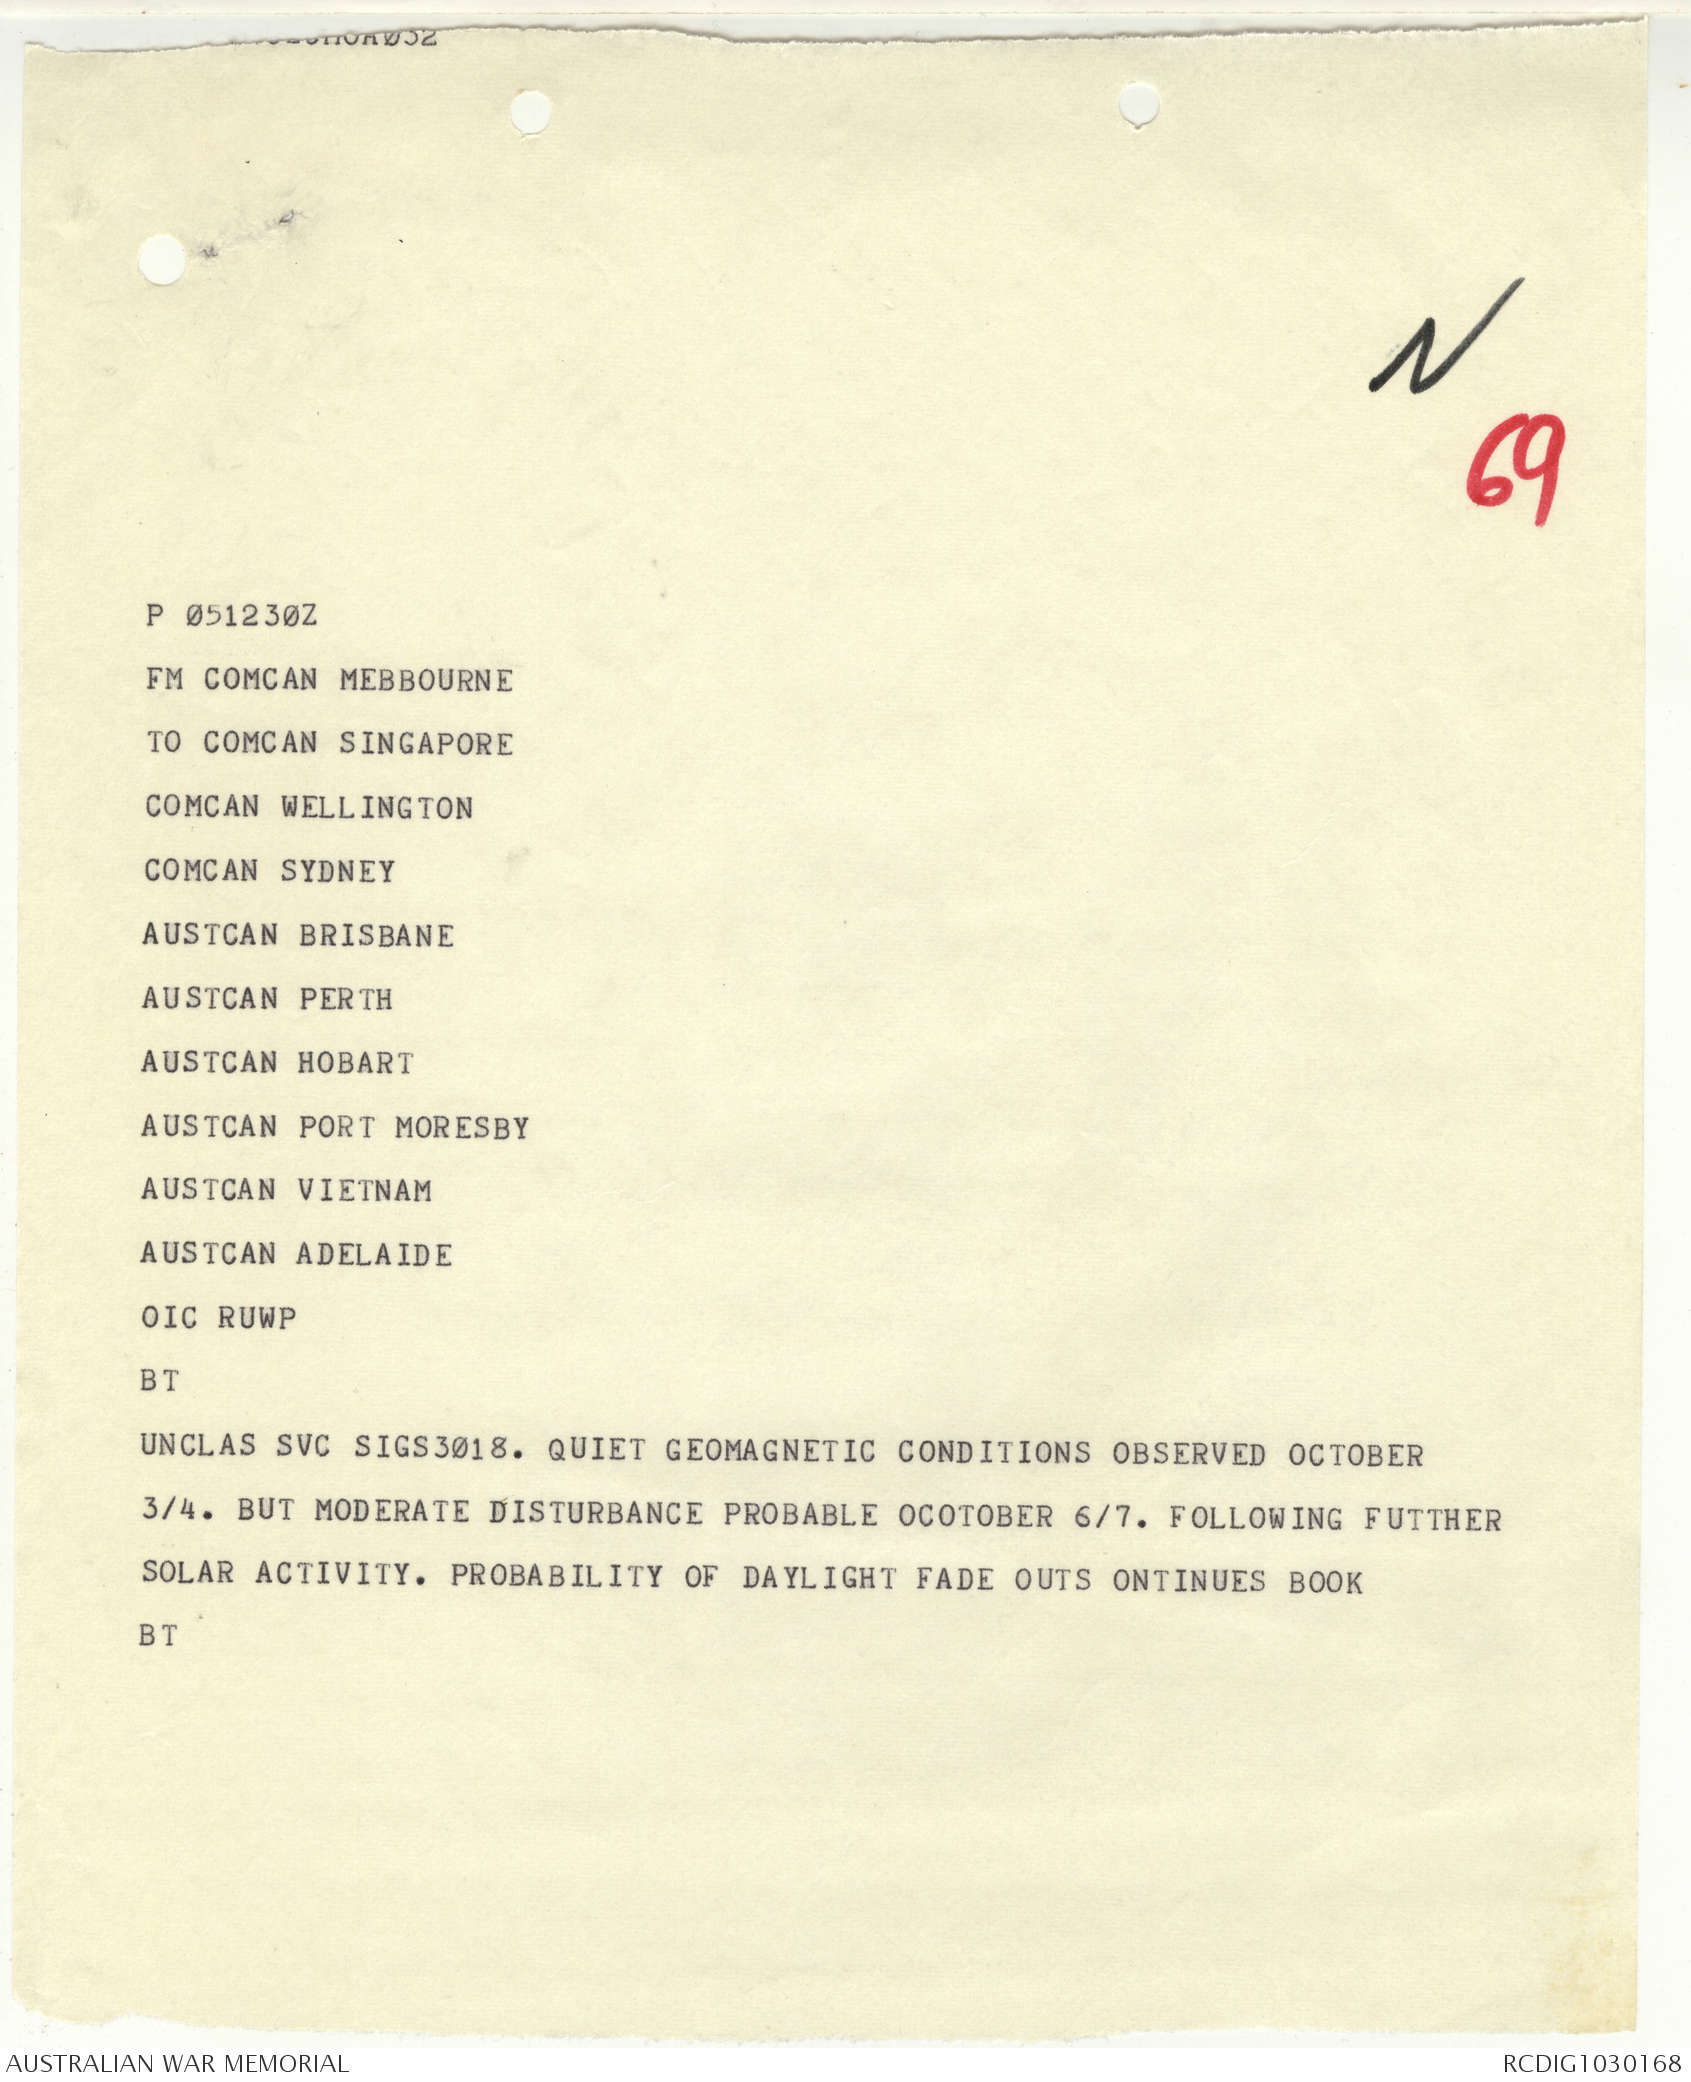 N
69
P Ø5123ØZ
FM COMCAN MEBBOURNE
TO COMCAN SINGAPORE
COMCAN WELLINGTON
COMCAN SYDNEY
AUSTCAN BRISBANE
AUSTCAN PERTH
AUSTCAN HOBART
AUSTCAN PORT MORESBY
AUSTCAN VIETNAM
AUSTCAN ADELAIDE
OIC RUWP
BT
UNCLAS SVC SIGS3Ø18. QUIET GEOMAGNETIC CONDITIONS OBSERVED OCTOBER
3/4. BUT MODERATE DISTURBANCE PROBABLE OCOTOBER 6/7. FOLLOWING FUTTHER
SOLAR ACTIVITY. PROBABILITY OF DAYLIGHT FADE OUTS ONTINUES BOOK
BT
AUSTRALIAN WAR MEMORIAL
RCDIG1030168